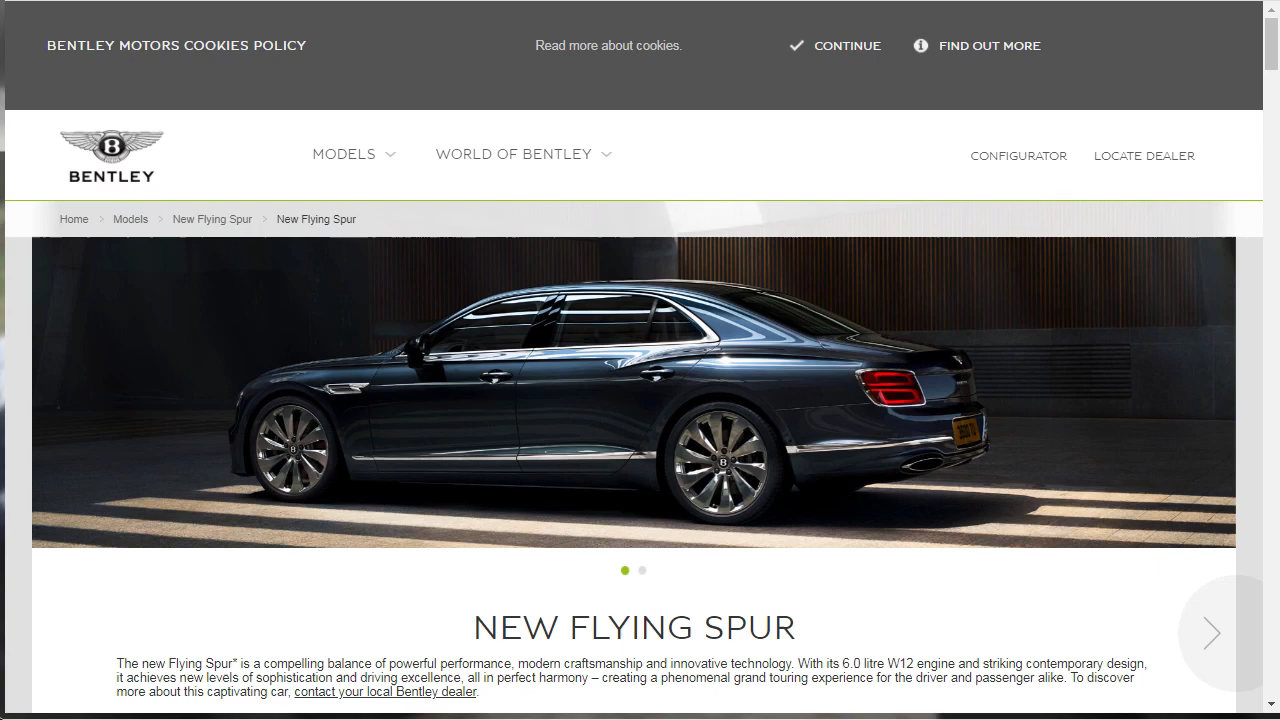 BENTLEY MOTORS COOKIES POLICY
Read more about cookies.
CONTINUE
FIND OUT MORE
BENTLEY
MODELS
WORLD OF BENTLEY
CONFIGURATOR
LOCATE DEALER
Home > Models > New Flying Spur > New Flying Spur
NEW FLYING SPUR
The new Flying Spur* is a compelling balance of powerful performance, modern craftsmanship and innovative technology. With its 6.0 litre W12 engine and striking contemporary design,
it achieves new levels of sophistication and driving excellence, all in perfect harmony – creating a phenomenal grand touring experience for the driver and passenger alike. To discover
more about this captivating car, contact your local Bentley dealer.